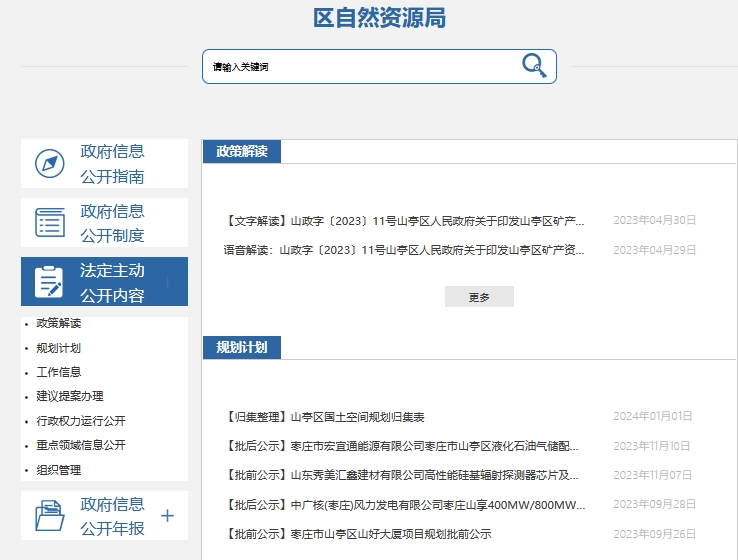 区自然资源局
请输入关键词
政府信息
公开指南
政府信息
公开制度
法定主动
公开内容
政策解读
规划计划
工作信息
建议提案办理
行政权力运行公开
重点领域信息公开
组织管理
政府信息
公开年报
政策解读
【文字解读】山政字〔2023〕11号山亭区人民政府关于印发山亭区矿产... 2023年04月30日
语音解读：山政字〔2023〕11号山亭区人民政府关于印发山亭区矿产资... 2023年04月29日
更多
规划计划
【归集整理】山亭区国土空间规划归集表 2024年01月01日
【批后公示】枣庄市宏宜通能源有限公司枣庄市山亭区液化石油气储配... 2023年11月10日
【批前公示】山东秀美汇鑫建材有限公司高性能硅基辐射探测器芯片及... 2023年11月07日
【批后公示】中广核(枣庄)风力发电有限公司枣庄山享400MW/800MW... 2023年09月28日
【批前公示】枣庄市山亭区山好大厦项目规划批前公示 2023年09月26日